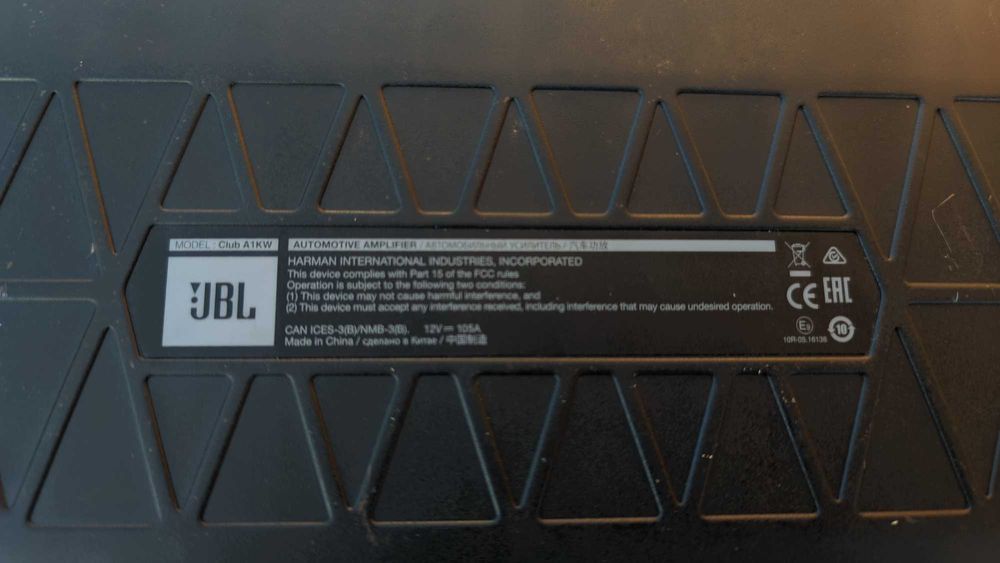 MODEL: Club A1KW
AUTOMOTIVE AMPLIFIER / АВТОМОБИЛЬНЫЙ УСИЛИТЕЛЬ / 汽车功放
JBL
HARMAN INTERNATIONAL INDUSTRIES, INCORPORATED
This device complies with Part 15 of the FCC rules
Operation is subject to the following two conditions:
(1) This device may not cause harmful interference, and
(2) This device must accept any interference received, including interference that may cause undesired operation.
CAN ICES-3(B)/NMB-3(B), 12V⎓105A
Made in China / сделано в Китае / 中国制造
CE EAC
E9 10
10R-05.16136